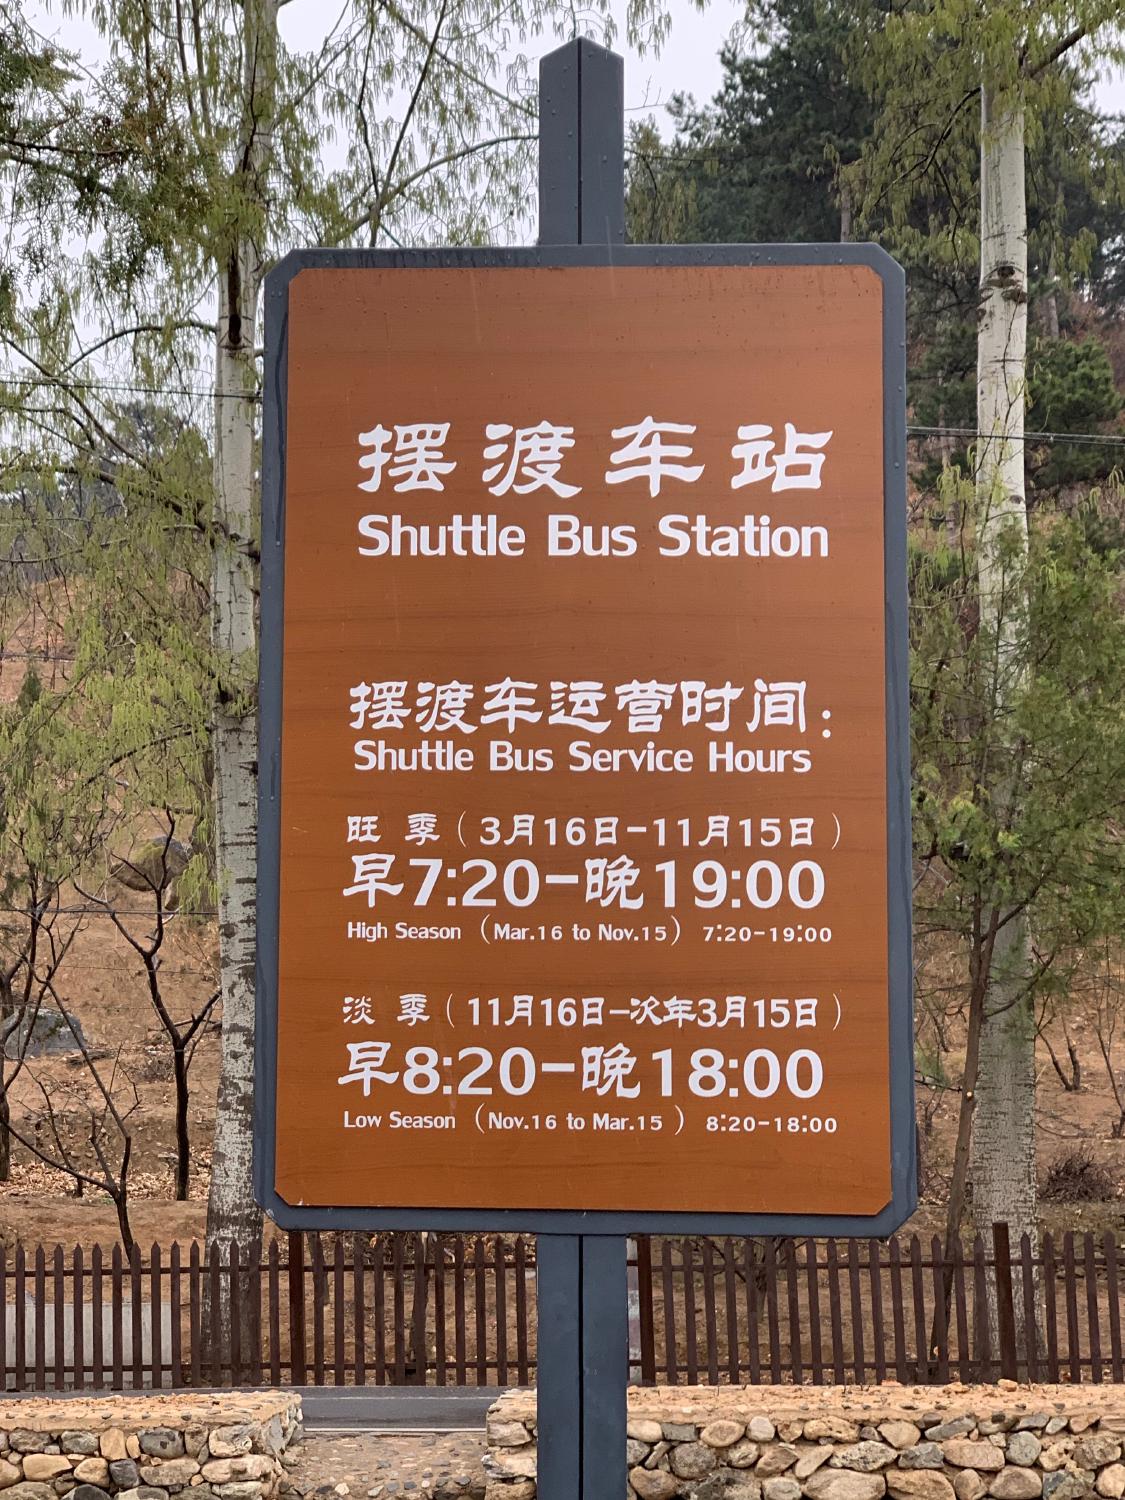 摆渡车站
Shuttle Bus Station
摆渡车运营时间：
Shuttle Bus Service Hours
旺 季（3月16日-11月15日）
早7:20-晚19:00
High Season （Mar.16 to Nov.15） 7:20-19:00
淡 季（11月16日-次年3月15日）
早8:20-晚18:00
Low Season （Nov.16 to Mar.15 ） 8:20-18:00